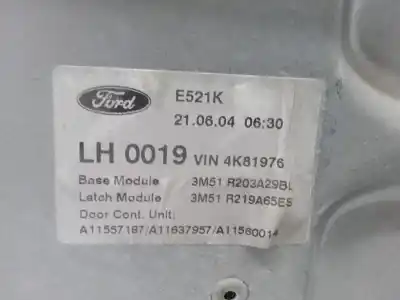 Ford
E521K
21.06.04 06:30
LH 0019 VIN 4K81976
Base Module 3M51 R203A29BL
Latch Module 3M51 R219A65ES
Door Cont. Unit:
A11557187/A11637957/A1158001